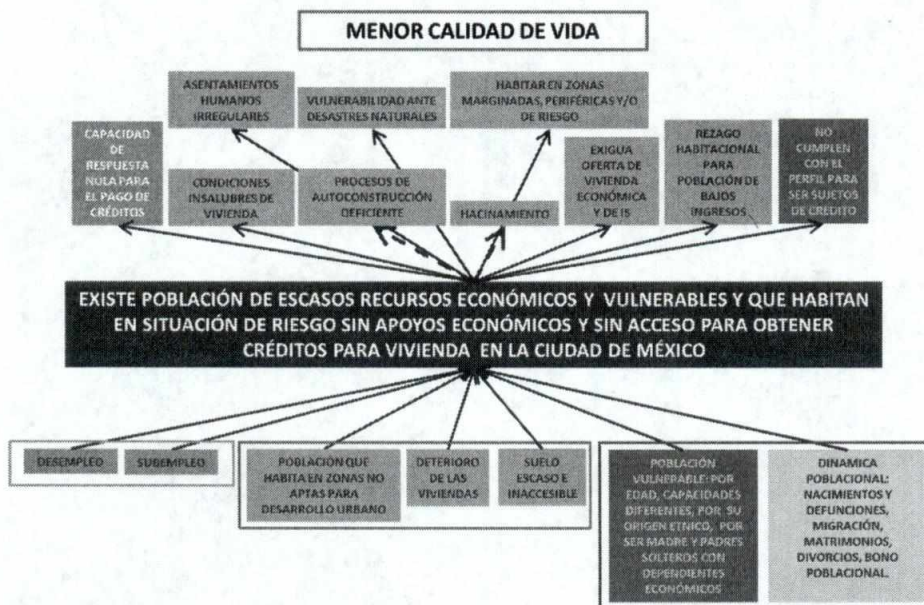 MENOR CALIDAD DE VIDA
ASENTAMIENTOS
HUMANOS
IRREGULARES
VULNERABILIDAD ANTE
DESASTRES NATURALES
HABITAR EN ZONAS
MARGINADAS, PERIFÉRICAS Y/O
DE RIESGO
CAPACIDAD
DE
RESPUESTA
NULA PARA
EL PAGO DE
CRÉDITOS
CONDICIONES
INSALUBRES DE
VIVIENDA
PROCESOS DE
AUTOCONSTRUCCIÓN
DEFICIENTE
HACINAMIENTO
EXIGUA
OFERTA DE
VIVIENDA
ECONÓMICA
Y DE IS
REZAGO
HABITACIONAL
PARA
POBLACIÓN DE
BAJOS
INGRESOS
NO
CUMPLEN
CON EL
PERFIL PARA
SER SUJETOS
DE CRÉDITO
EXISTE POBLACIÓN DE ESCASOS RECURSOS ECONÓMICOS Y VULNERABLES Y QUE HABITAN
EN SITUACIÓN DE RIESGO SIN APOYOS ECONÓMICOS Y SIN ACCESO PARA OBTENER
CRÉDITOS PARA VIVIENDA EN LA CIUDAD DE MÉXICO
DESEMPLEO
SUBEMPLEO
POBLACIÓN QUE
HABITA EN ZONAS NO
APTAS PARA
DESARROLLO URBANO
DETERIORO
DE LAS
VIVIENDAS
SUELO
ESCASO E
INACCESIBLE
POBLACIÓN
VULNERABLE: POR
EDAD, CAPACIDADES
DIFERENTES, POR SU
ORIGEN ETNICO, POR
SER MADRE Y PADRES
SOLTEROS CON
DEPENDIENTES
ECONÓMICOS
DINAMICA
POBLACIONAL:
NACIMIENTOS Y
DEFUNCIONES,
MIGRACIÓN,
MATRIMONIOS,
DIVORCIOS, BONO
POBLACIONAL.